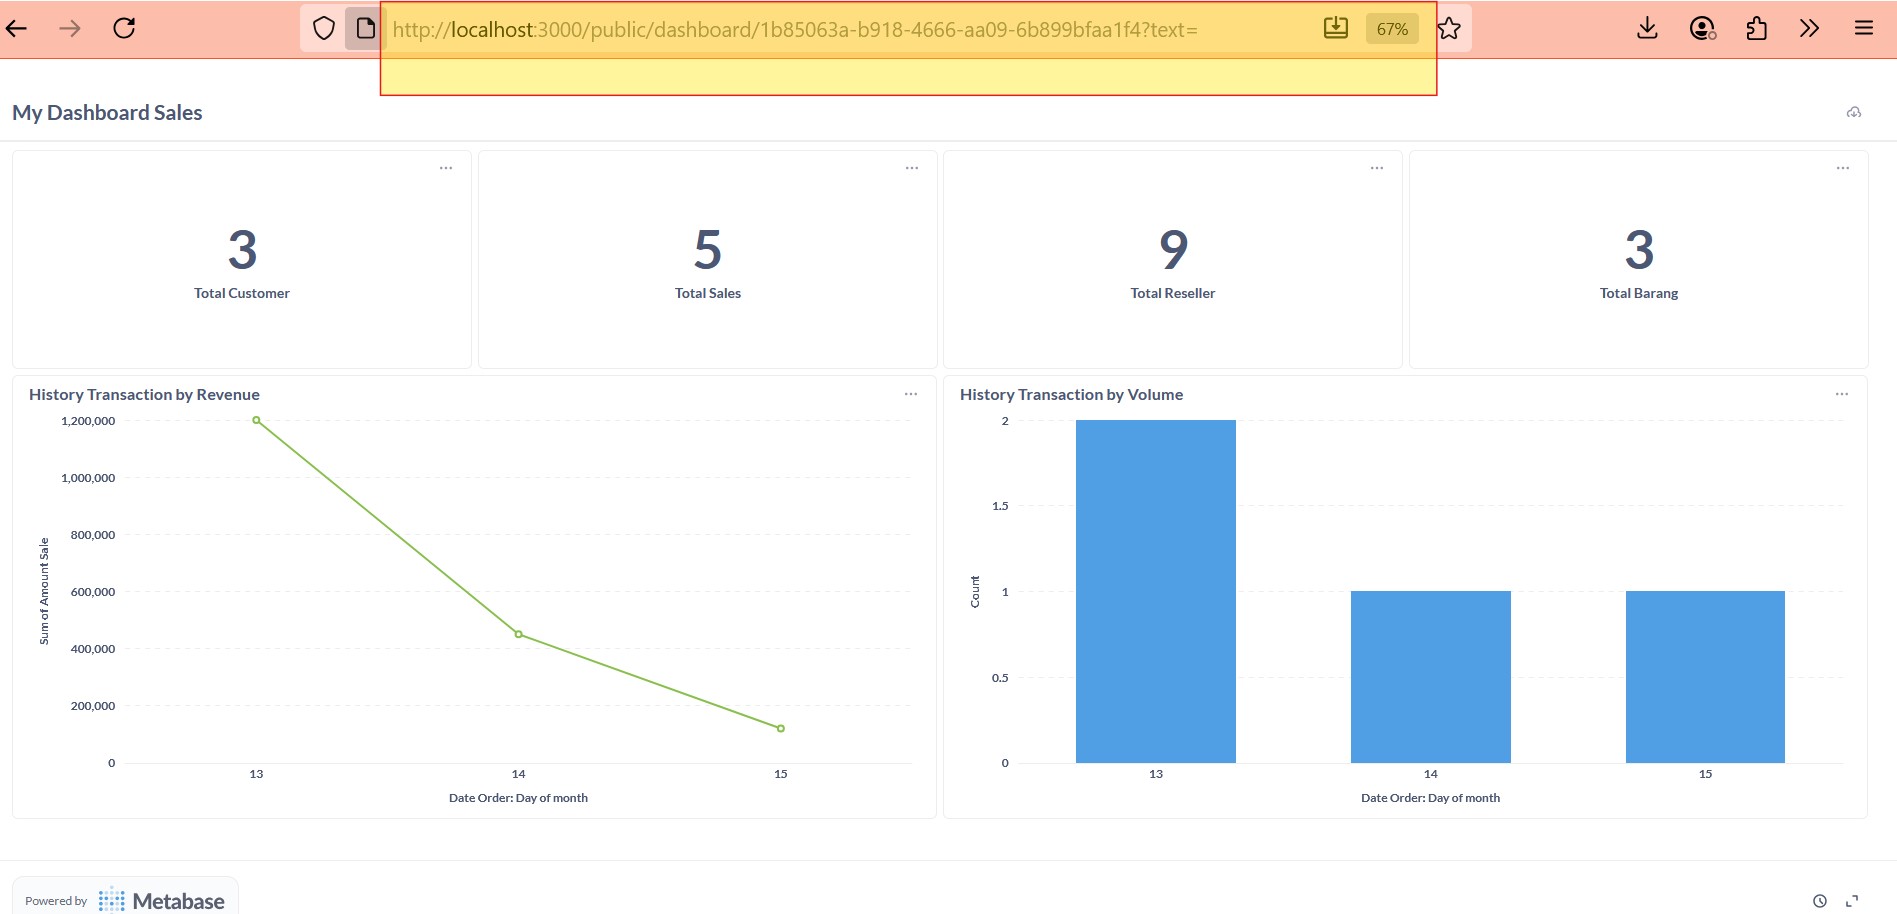 http://localhost:3000/public/dashboard/1b85063a-b918-4666-aa09-6b899bfaa1f4?text=
67%
My Dashboard Sales
3
Total Customer
5
Total Sales
9
Total Reseller
3
Total Barang
History Transaction by Revenue
1,200,000
1,000,000
800,000
600,000
400,000
200,000
0
Sum of Amount Sale
13 14 15
Date Order: Day of month
History Transaction by Volume
2
1.5
1
0.5
0
Count
13 14 15
Date Order: Day of month
Powered by Metabase